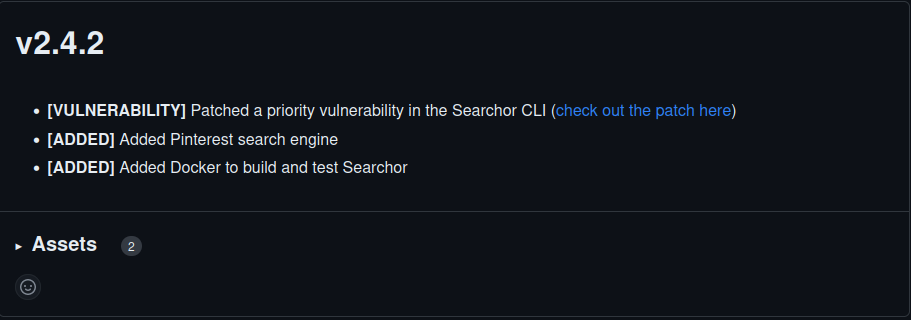 v2.4.2
• [VULNERABILITY] Patched a priority vulnerability in the Searchor CLI (check out the patch here)
• [ADDED] Added Pinterest search engine
• [ADDED] Added Docker to build and test Searchor
Assets 2